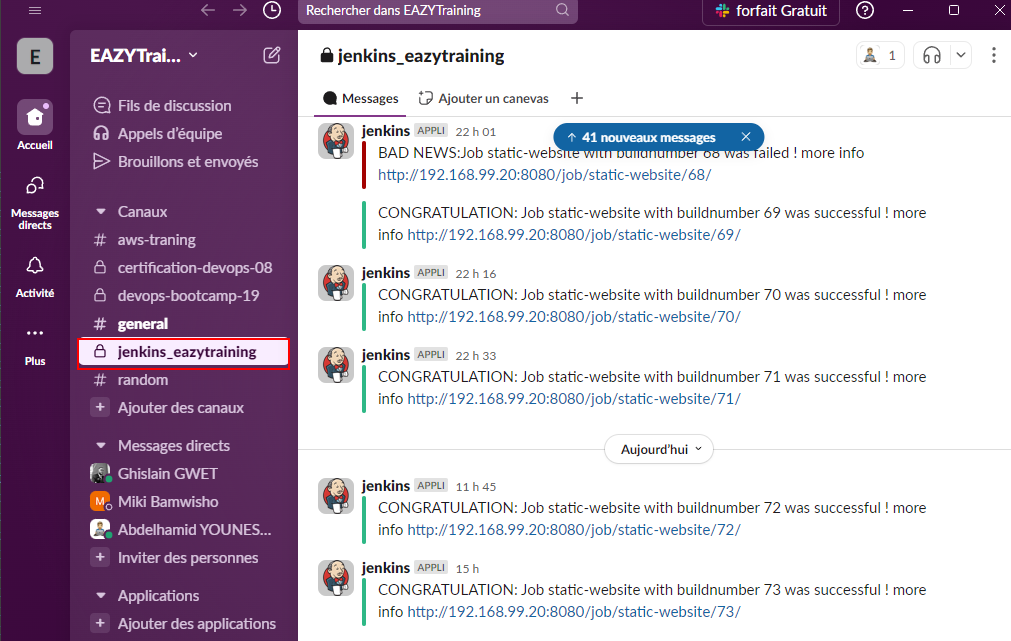 Rechercher dans EAZYTraining
forfait Gratuit
E
Accueil
Messages
directs
Activité
Plus
EAZYTrai...
Fils de discussion
Appels d'équipe
Brouillons et envoyés
Canaux
# aws-traning
certification-devops-08
devops-bootcamp-19
# general
jenkins_eazytraining
# random
+ Ajouter des canaux
Messages directs
Ghislain GWET
M Miki Bamwisho
Abdelhamid YOUNES...
+ Inviter des personnes
Applications
+ Ajouter des applications
jenkins_eazytraining
1
Messages
Ajouter un canevas
+
↑ 41 nouveaux messages ×
jenkins APPLI 22 h 01
BAD NEWS:Job static-website with buildnumber 68 was failed ! more info
http://192.168.99.20:8080/job/static-website/68/
CONGRATULATION: Job static-website with buildnumber 69 was successful ! more
info http://192.168.99.20:8080/job/static-website/69/
jenkins APPLI 22 h 16
CONGRATULATION: Job static-website with buildnumber 70 was successful ! more
info http://192.168.99.20:8080/job/static-website/70/
jenkins APPLI 22 h 33
CONGRATULATION: Job static-website with buildnumber 71 was successful ! more
info http://192.168.99.20:8080/job/static-website/71/
Aujourd'hui
jenkins APPLI 11 h 45
CONGRATULATION: Job static-website with buildnumber 72 was successful ! more
info http://192.168.99.20:8080/job/static-website/72/
jenkins APPLI 15 h
CONGRATULATION: Job static-website with buildnumber 73 was successful ! more
info http://192.168.99.20:8080/job/static-website/73/